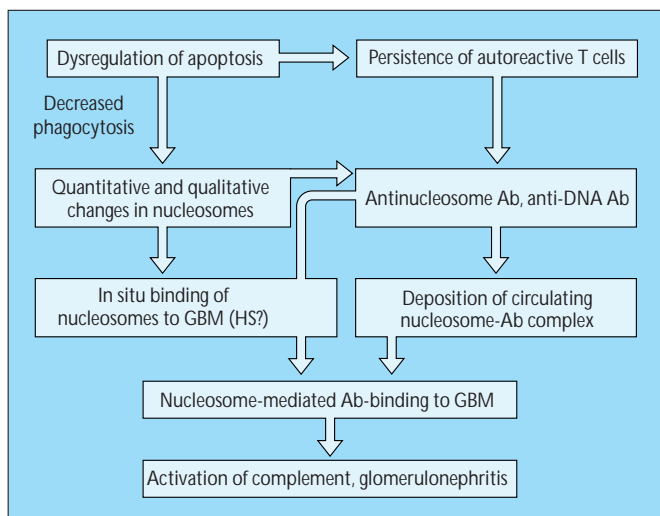 Dysregulation of apoptosis
Persistence of autoreactive T cells
Decreased
phagocytosis
Quantitative and qualitative
changes in nucleosomes
Antinucleosome Ab, anti-DNA Ab
In situ binding of
nucleosomes to GBM (HS?)
Deposition of circulating
nucleosome-Ab complex
Nucleosome-mediated Ab-binding to GBM
Activation of complement, glomerulonephritis